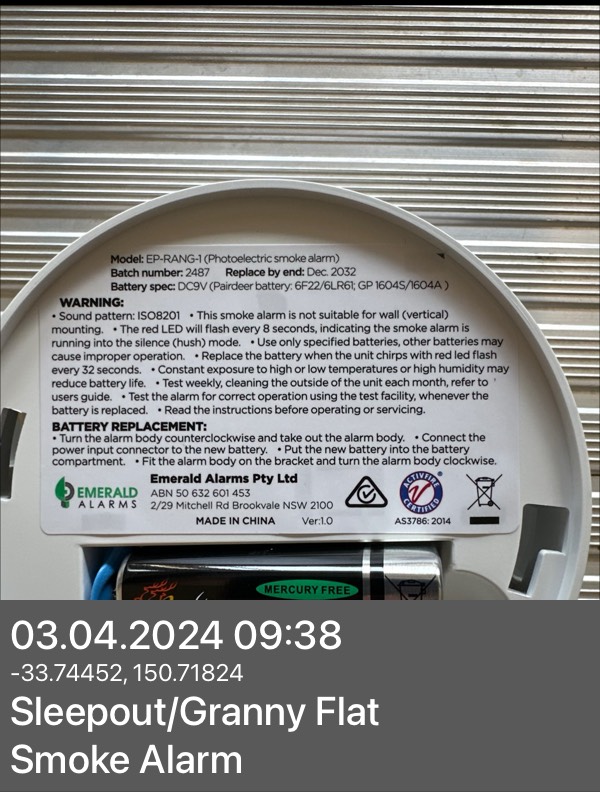 Model: EP-RANG-1 (Photoelectric smoke alarm)
Batch number: 2487 Replace by end: Dec. 2032
Battery spec: DC9V (Pairdeer battery: 6F22/6LR61; GP 1604S/1604A )
WARNING:
• Sound pattern: ISO8201 • This smoke alarm is not suitable for wall (vertical)
mounting. • The red LED will flash every 8 seconds, indicating the smoke alarm is
running into the silence (hush) mode. • Use only specified batteries, other batteries may
cause improper operation. • Replace the battery when the unit chirps with red led flash
every 32 seconds. • Constant exposure to high or low temperatures or high humidity may
reduce battery life. • Test weekly, cleaning the outside of the unit each month, refer to
users guide. • Test the alarm for correct operation using the test facility, whenever the
battery is replaced. • Read the instructions before operating or servicing.
BATTERY REPLACEMENT:
• Turn the alarm body counterclockwise and take out the alarm body. • Connect the
power input connector to the new battery. • Put the new battery into the battery
compartment. • Fit the alarm body on the bracket and turn the alarm body clockwise.
EMERALD
ALARMS
Emerald Alarms Pty Ltd
ABN 50 632 601 453
2/29 Mitchell Rd Brookvale NSW 2100
MADE IN CHINA Ver:1.0
ACTIVFIRE
CERTIFIED
AS3786: 2014
MERCURY FREE
03.04.2024 09:38
-33.74452, 150.71824
Sleepout/Granny Flat
Smoke Alarm